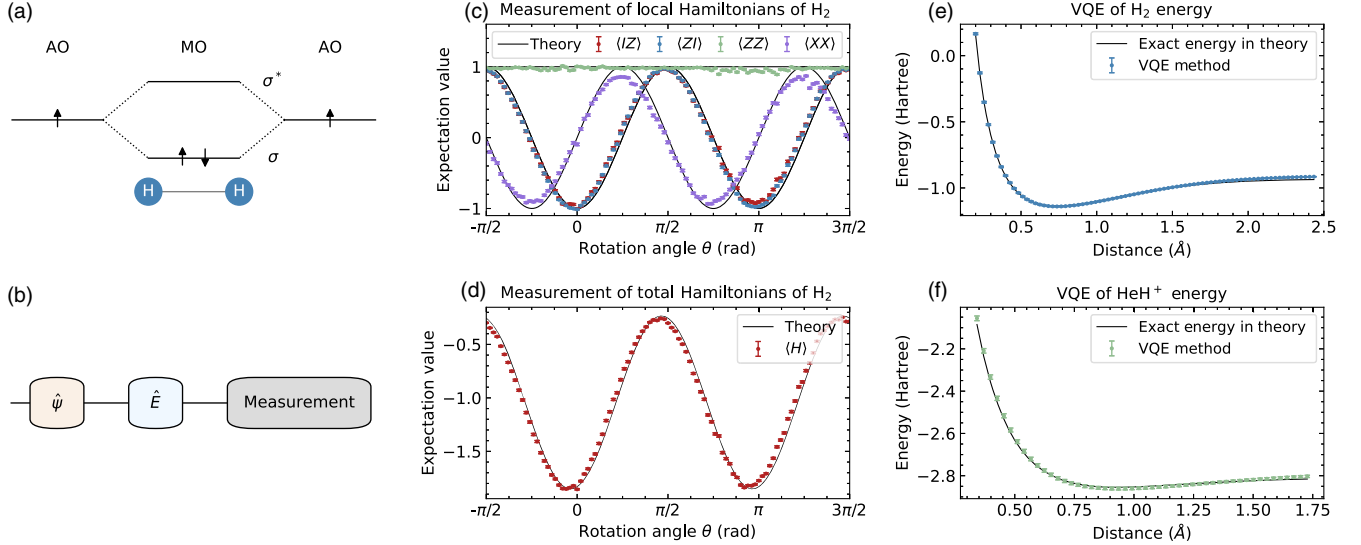 (a)
AO
MO
AO
σ*
σ
H
H
(b)
ψ̂
Ê
Measurement
(c)
Measurement of local Hamiltonians of H₂
Theory
⟨IZ⟩
⟨ZI⟩
⟨ZZ⟩
⟨XX⟩
Expectation value
1
0
−1
-π/2
0
π/2
π
3π/2
Rotation angle θ (rad)
(d)
Measurement of total Hamiltonians of H₂
Theory
⟨H⟩
Expectation value
−0.5
−1.0
−1.5
-π/2
0
π/2
π
3π/2
Rotation angle θ (rad)
(e)
VQE of H₂ energy
Exact energy in theory
VQE method
Energy (Hartree)
0.0
−0.5
−1.0
0.5
1.0
1.5
2.0
2.5
Distance (Å)
(f)
VQE of HeH⁺ energy
Exact energy in theory
VQE method
Energy (Hartree)
−2.2
−2.4
−2.6
−2.8
0.50
0.75
1.00
1.25
1.50
1.75
Distance (Å)